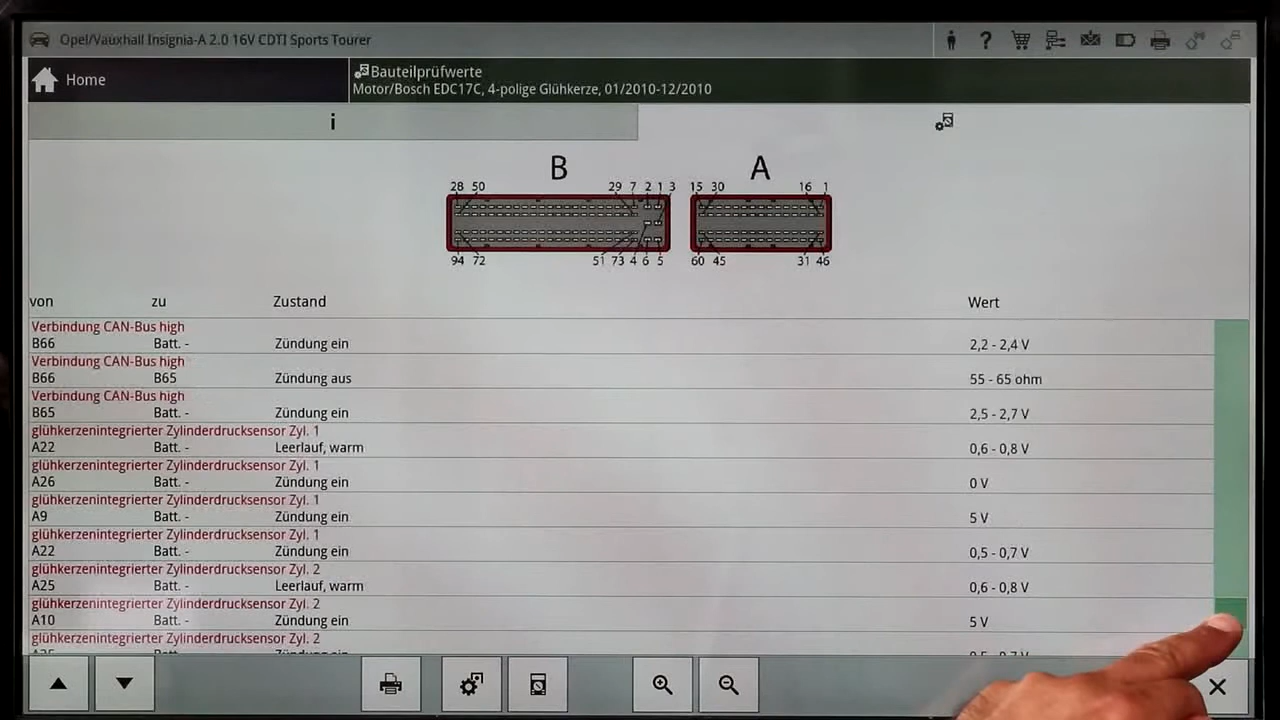 Opel/Vauxhall Insignia-A 2.0 16V CDTI Sports Tourer
?
Home
Bauteilprüfwerte
Motor/Bosch EDC17C, 4-polige Glühkerze, 01/2010-12/2010
i
B A
28 50 29 7 2 1 3 15 30 16 1
94 72 51 73 4 6 5 60 45 31 46
von zu Zustand Wert
Verbindung CAN-Bus high
B66 Batt. - Zündung ein 2,2 - 2,4 V
Verbindung CAN-Bus high
B66 B65 Zündung aus 55 - 65 ohm
Verbindung CAN-Bus high
B65 Batt. - Zündung ein 2,5 - 2,7 V
glühkerzenintegrierter Zylinderdrucksensor Zyl. 1
A22 Batt. - Leerlauf, warm 0,6 - 0,8 V
glühkerzenintegrierter Zylinderdrucksensor Zyl. 1
A26 Batt. - Zündung ein 0 V
glühkerzenintegrierter Zylinderdrucksensor Zyl. 1
A9 Batt. - Zündung ein 5 V
glühkerzenintegrierter Zylinderdrucksensor Zyl. 1
A22 Batt. - Zündung ein 0,5 - 0,7 V
glühkerzenintegrierter Zylinderdrucksensor Zyl. 2
A25 Batt. - Leerlauf, warm 0,6 - 0,8 V
glühkerzenintegrierter Zylinderdrucksensor Zyl. 2
A10 Batt. - Zündung ein 5 V
glühkerzenintegrierter Zylinderdrucksensor Zyl. 2